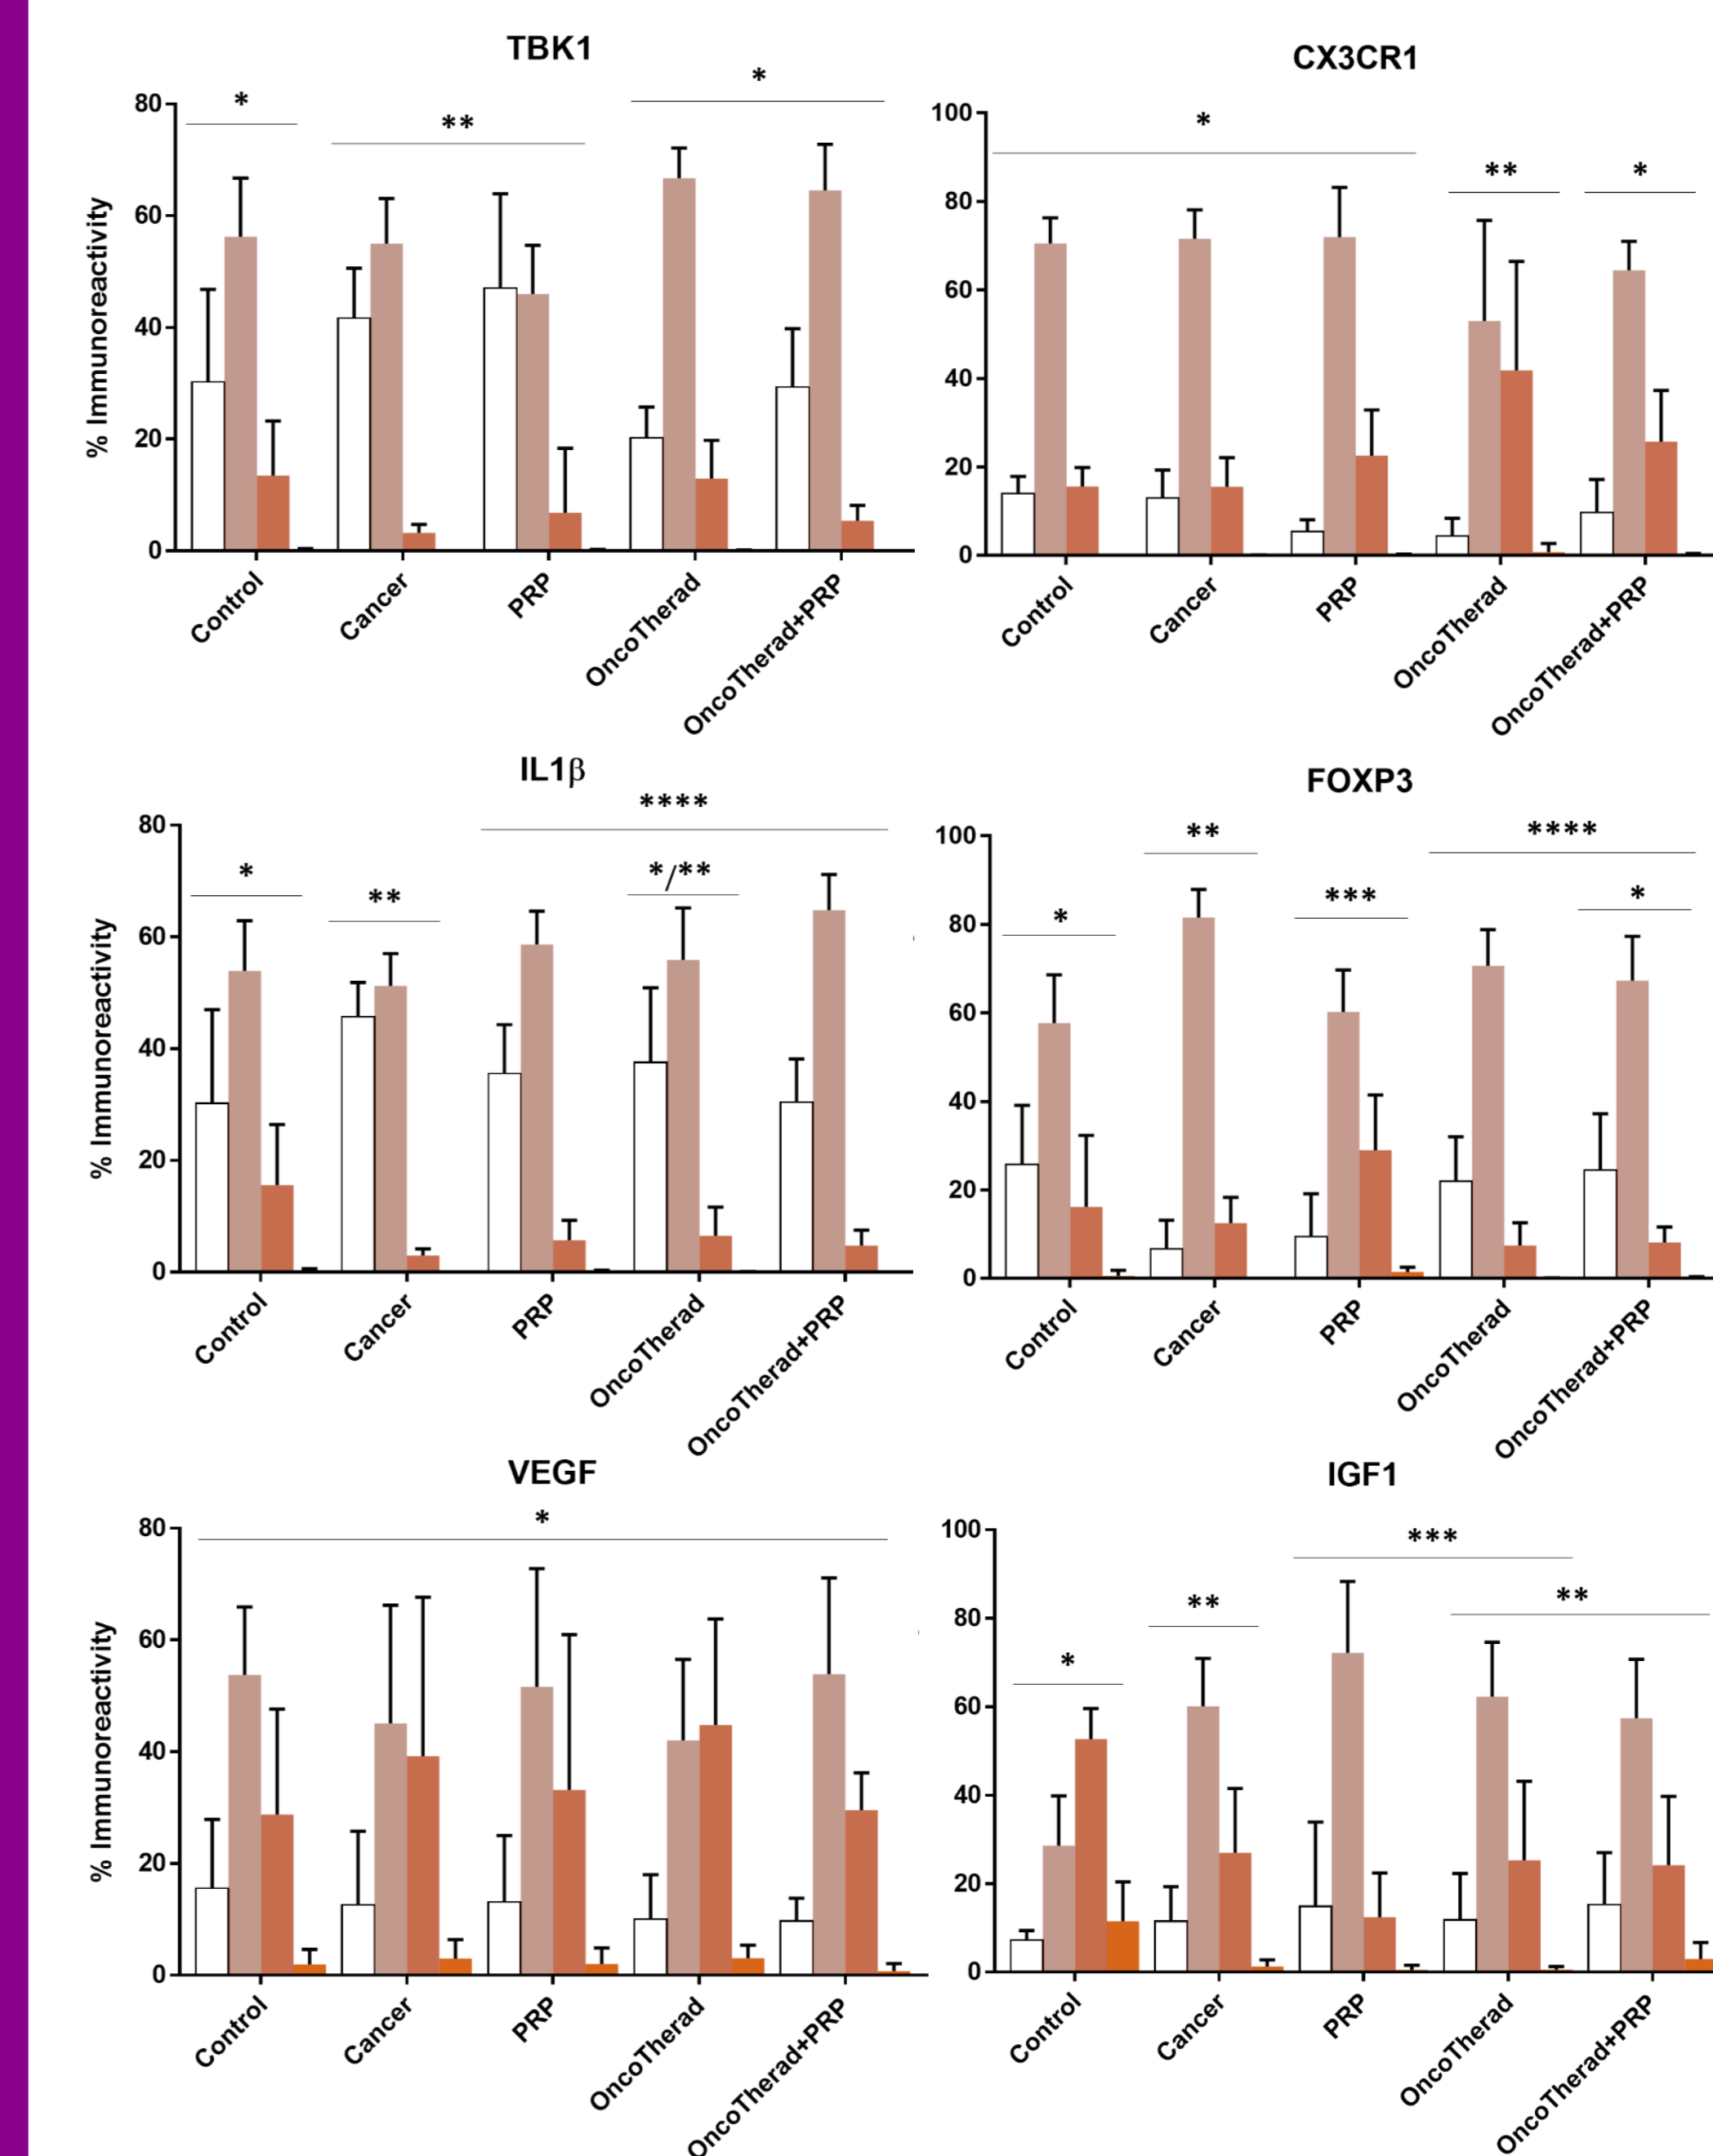 TBK1
*
**
*
% Immunoreactivity
80
60
40
20
0
Control
Cancer
PRP
OncoTherad
OncoTherad+PRP
CX3CR1
*
**
*
100
80
60
40
20
0
Control
Cancer
PRP
OncoTherad
OncoTherad+PRP
IL1β
****
*
**
*/**
% Immunoreactivity
80
60
40
20
0
Control
Cancer
PRP
OncoTherad
OncoTherad+PRP
FOXP3
**
****
*
***
*
100
80
60
40
20
0
Control
Cancer
PRP
OncoTherad
OncoTherad+PRP
VEGF
*
% Immunoreactivity
80
60
40
20
0
Control
Cancer
PRP
OncoTherad
OncoTherad+PRP
IGF1
***
**
**
*
100
80
60
40
20
0
Control
Cancer
PRP
OncoTherad
OncoTherad+PRP